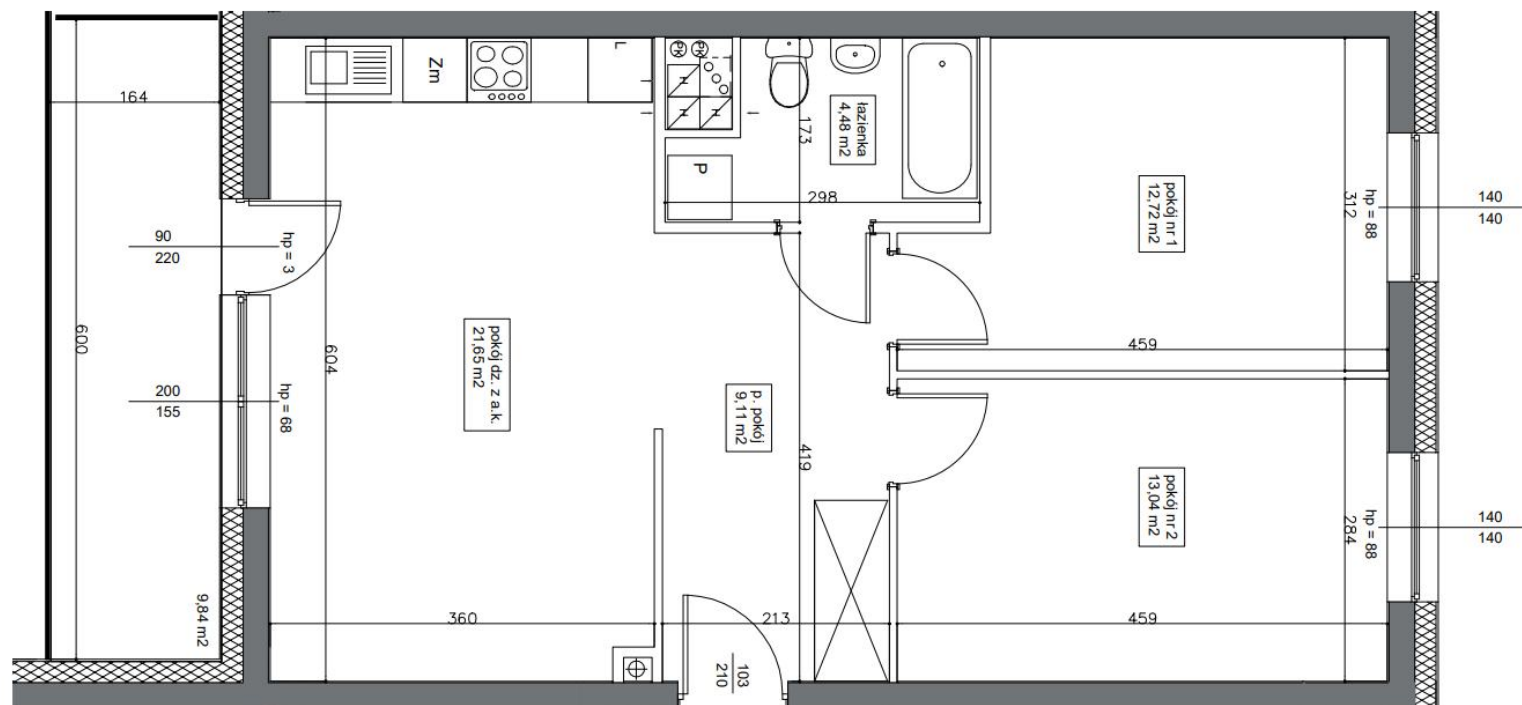 164
600
90
220
hp = 3
200
155
hp = 68
9,84 m2
604
360
Zm
L
pokój dz. z a.k.
21,65 m2
PK
PK
H
H
H
P
173
łazienka
4,48 m2
298
p. pokój
9,11 m2
419
213
103
210
pokój nr 1
12,72 m2
312
hp = 88
140
140
459
pokój nr 2
13,04 m2
284
hp = 88
140
140
459